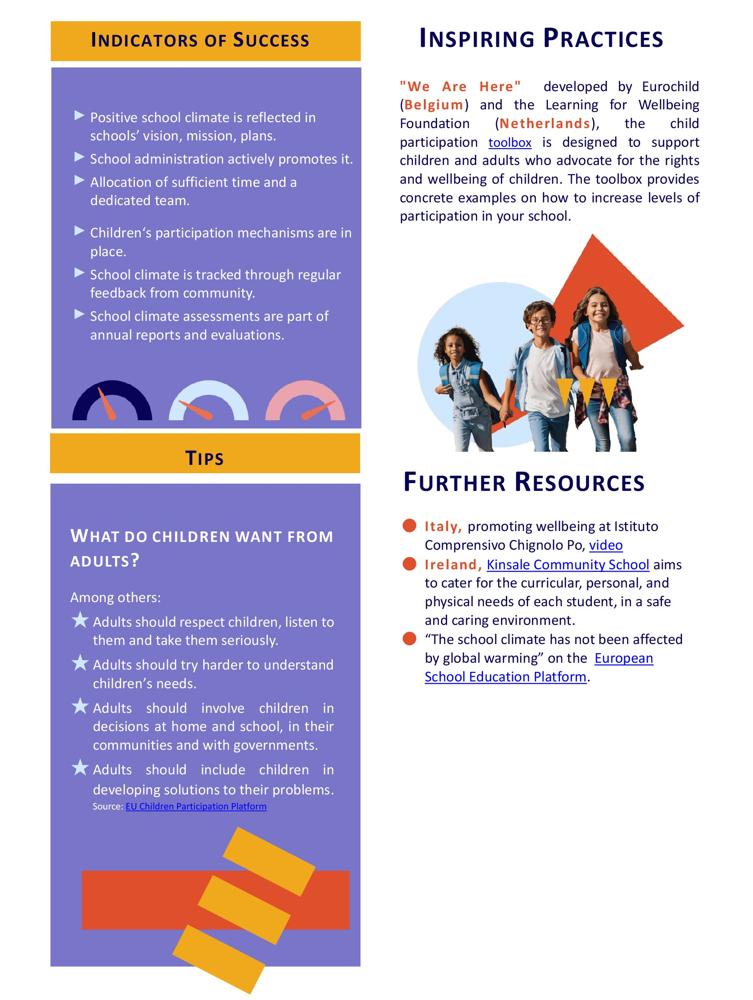 INDICATORS OF SUCCESS
Positive school climate is reflected in
schools’ vision, mission, plans.
School administration actively promotes it.
Allocation of sufficient time and a
dedicated team.
Children‘s participation mechanisms are in
place.
School climate is tracked through regular
feedback from community.
School climate assessments are part of
annual reports and evaluations.
TIPS
WHAT DO CHILDREN WANT FROM
ADULTS?
Among others:
Adults should respect children, listen to
them and take them seriously.
Adults should try harder to understand
children’s needs.
Adults should involve children in
decisions at home and school, in their
communities and with governments.
Adults should include children in
developing solutions to their problems.
Source: EU Children Participation Platform
INSPIRING PRACTICES
"We Are Here" developed by Eurochild
(Belgium) and the Learning for Wellbeing
Foundation (Netherlands), the child
participation toolbox is designed to support
children and adults who advocate for the rights
and wellbeing of children. The toolbox provides
concrete examples on how to increase levels of
participation in your school.
FURTHER RESOURCES
Italy, promoting wellbeing at Istituto
Comprensivo Chignolo Po, video
Ireland, Kinsale Community School aims
to cater for the curricular, personal, and
physical needs of each student, in a safe
and caring environment.
“The school climate has not been affected
by global warming” on the European
School Education Platform.